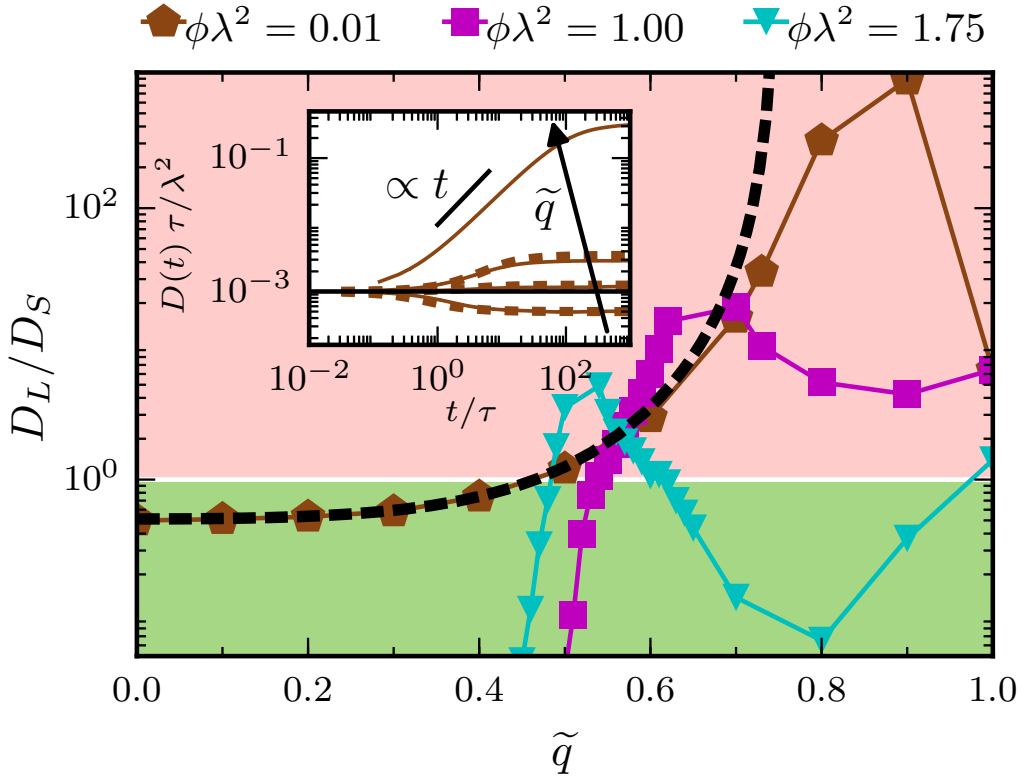 ϕλ² = 0.01 ϕλ² = 1.00 ϕλ² = 1.75
D_L/D_S
10²
10⁰
D(t) τ/λ²
10⁻¹
10⁻³
∝ t
q̃
10⁻² 10⁰ 10²
t/τ
0.0 0.2 0.4 0.6 0.8 1.0
q̃